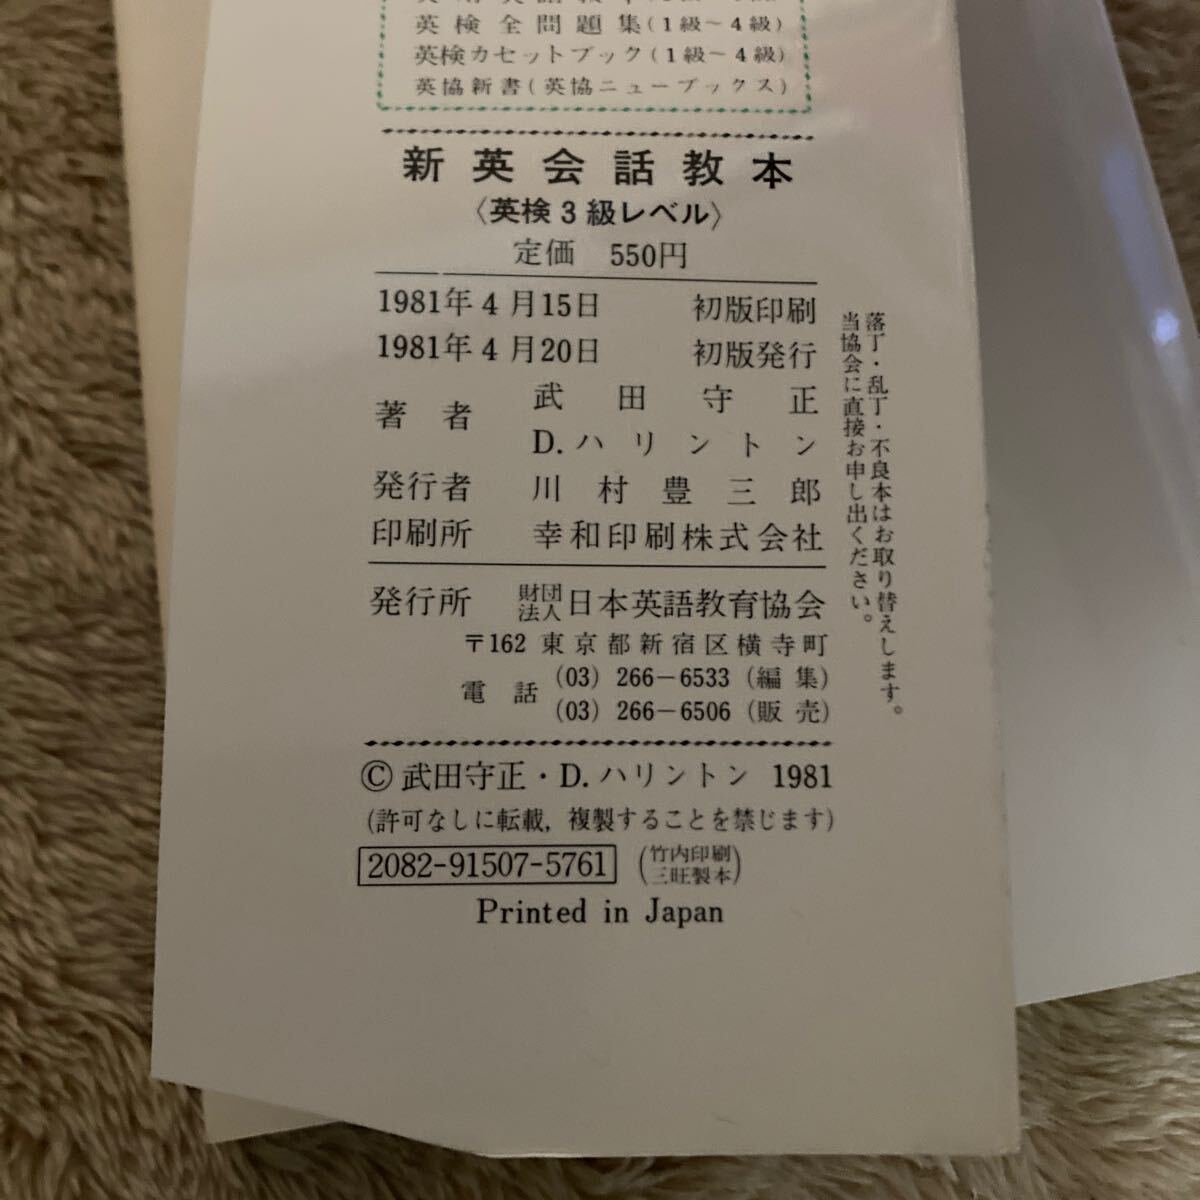 英検全問題集(1級～4級)
英検カセットブック(1級～4級)
英協新書(英協ニューブックス)
新英会話教本
〈英検3級レベル〉
定価 550円
1981年4月15日 初版印刷
1981年4月20日 初版発行
著者 武田守正
D.ハリントン
発行者 川村豊三郎
印刷所 幸和印刷株式会社
発行所 財団法人日本英語教育協会
〒162 東京都新宿区横寺町
電話 (03) 266-6533 (編集)
(03) 266-6506 (販売)
落丁・乱丁・不良本はお取り替えします。
当協会に直接お申し出ください。
© 武田守正・D.ハリントン 1981
(許可なしに転載, 複製することを禁じます)
2082-91507-5761 (竹内印刷 三旺製本)
Printed in Japan